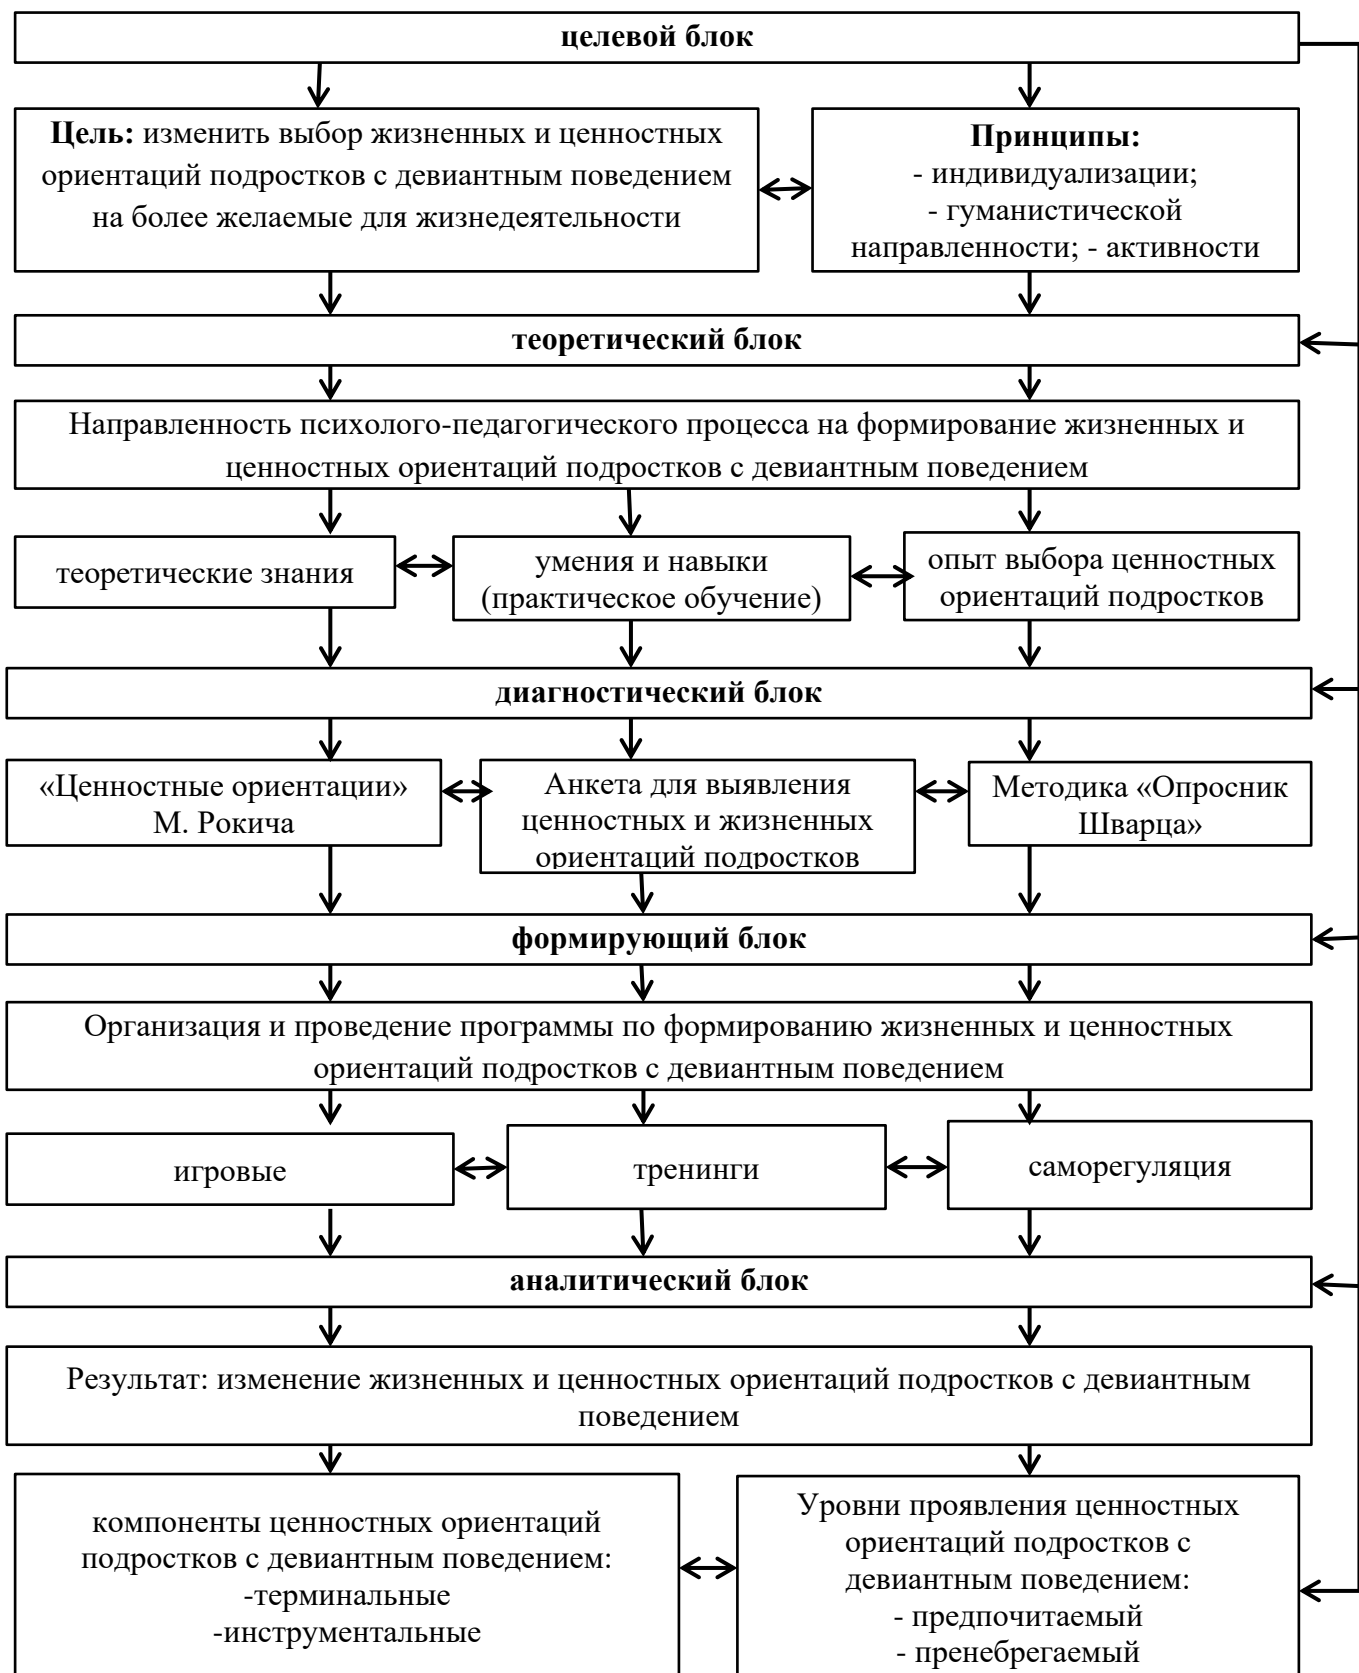 целевой блок
Цель: изменить выбор жизненных и ценностных
ориентаций подростков с девиантным поведением
на более желаемые для жизнедеятельности
Принципы:
- индивидуализации;
- гуманистической
направленности; - активности
теоретический блок
Направленность психолого-педагогического процесса на формирование жизненных и
ценностных ориентаций подростков с девиантным поведением
теоретические знания
умения и навыки
(практическое обучение)
опыт выбора ценностных
ориентаций подростков
диагностический блок
«Ценностные ориентации»
М. Рокича
Анкета для выявления
ценностных и жизненных
ориентаций подростков
Методика «Опросник
Шварца»
формирующий блок
Организация и проведение программы по формированию жизненных и ценностных
ориентаций подростков с девиантным поведением
игровые
тренинги
саморегуляция
аналитический блок
Результат: изменение жизненных и ценностных ориентаций подростков с девиантным
поведением
компоненты ценностных ориентаций
подростков с девиантным поведением:
-терминальные
-инструментальные
Уровни проявления ценностных
ориентаций подростков с
девиантным поведением:
- предпочитаемый
- пренебрегаемый